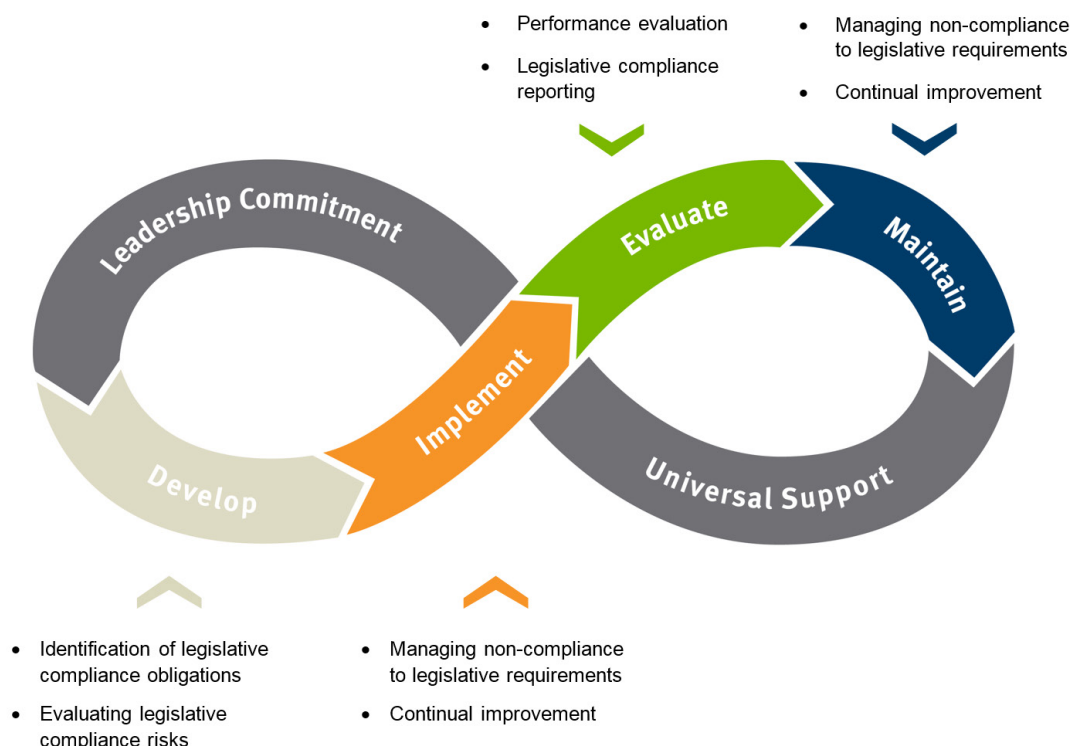 • Performance evaluation
• Legislative compliance
reporting
• Managing non-compliance
to legislative requirements
• Continual improvement
Leadership Commitment
Evaluate
Maintain
Develop
Implement
Universal Support
• Identification of legislative
compliance obligations
• Evaluating legislative
compliance risks
• Managing non-compliance
to legislative requirements
• Continual improvement